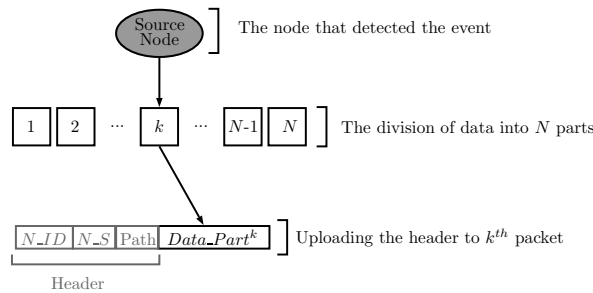 Source
Node
The node that detected the event
1 2 ... k ... N-1 N
The division of data into N parts
N_ID N_S Path Data_Part^k
Uploading the header to k^th packet
Header